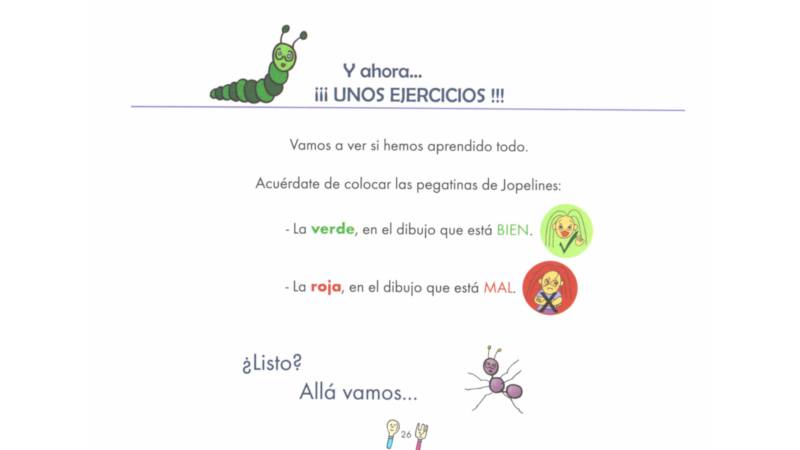 Y ahora...
¡¡¡ UNOS EJERCICIOS !!!
Vamos a ver si hemos aprendido todo.
Acuérdate de colocar las pegatinas de Jopelines:
- La verde, en el dibujo que está BIEN.
- La roja, en el dibujo que está MAL.
¿Listo?
Allá vamos...
26